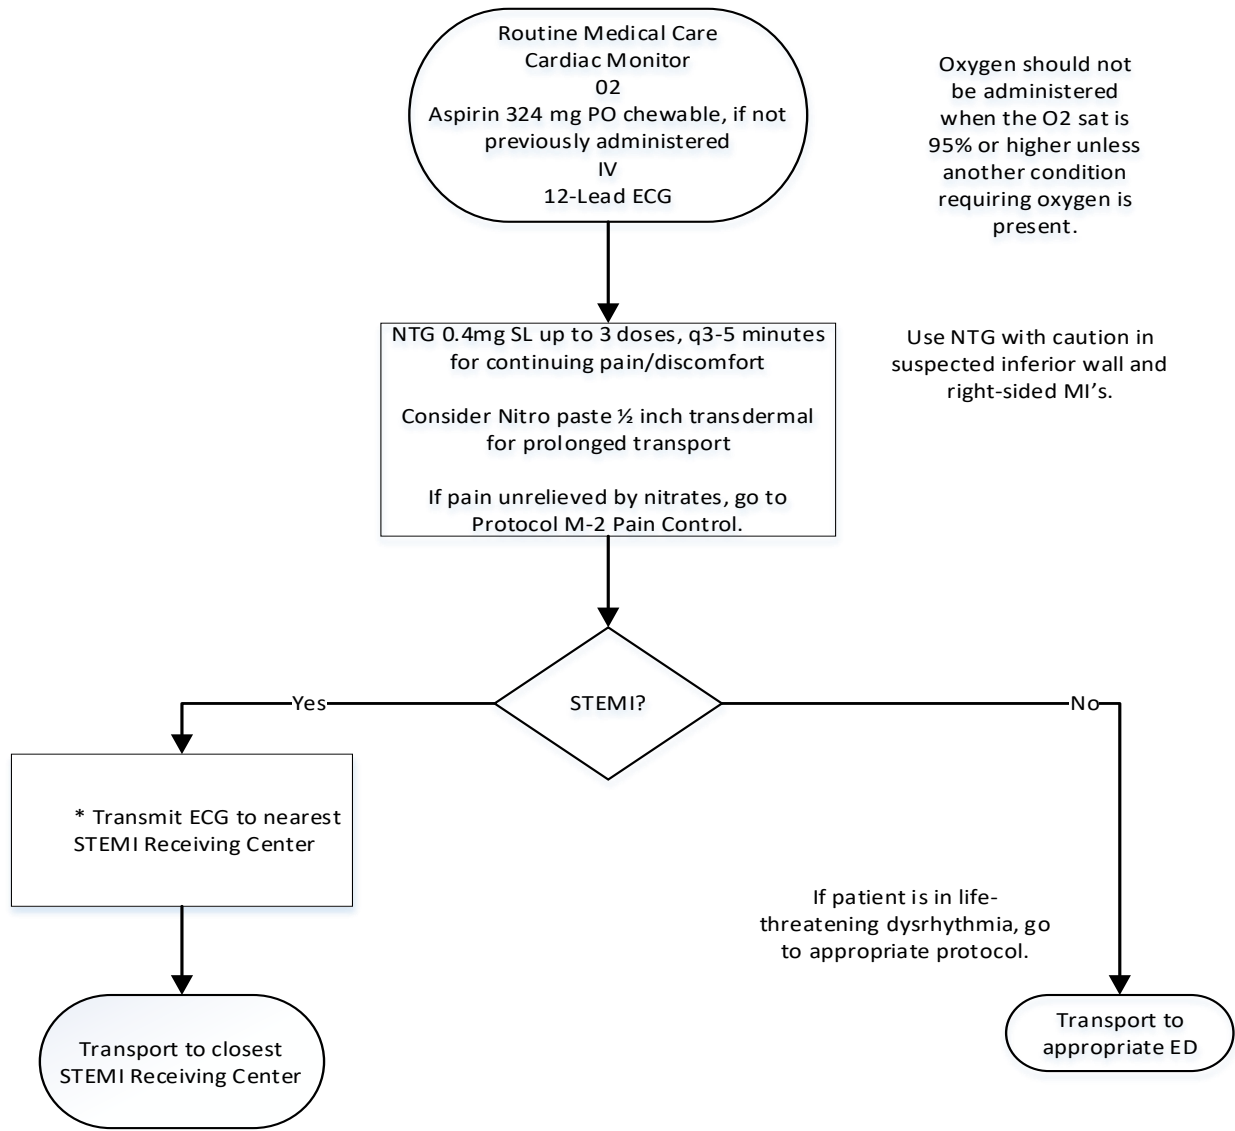 Routine Medical Care
Cardiac Monitor
02
Aspirin 324 mg PO chewable, if not
previously administered
IV
12-Lead ECG
Oxygen should not
be administered
when the O2 sat is
95% or higher unless
another condition
requiring oxygen is
present.
NTG 0.4mg SL up to 3 doses, q3-5 minutes
for continuing pain/discomfort
Consider Nitro paste ½ inch transdermal
for prolonged transport
If pain unrelieved by nitrates, go to
Protocol M-2 Pain Control.
Use NTG with caution in
suspected inferior wall and
right-sided MI’s.
STEMI?
Yes
No
* Transmit ECG to nearest
STEMI Receiving Center
If patient is in life-
threatening dysrhythmia, go
to appropriate protocol.
Transport to closest
STEMI Receiving Center
Transport to
appropriate ED